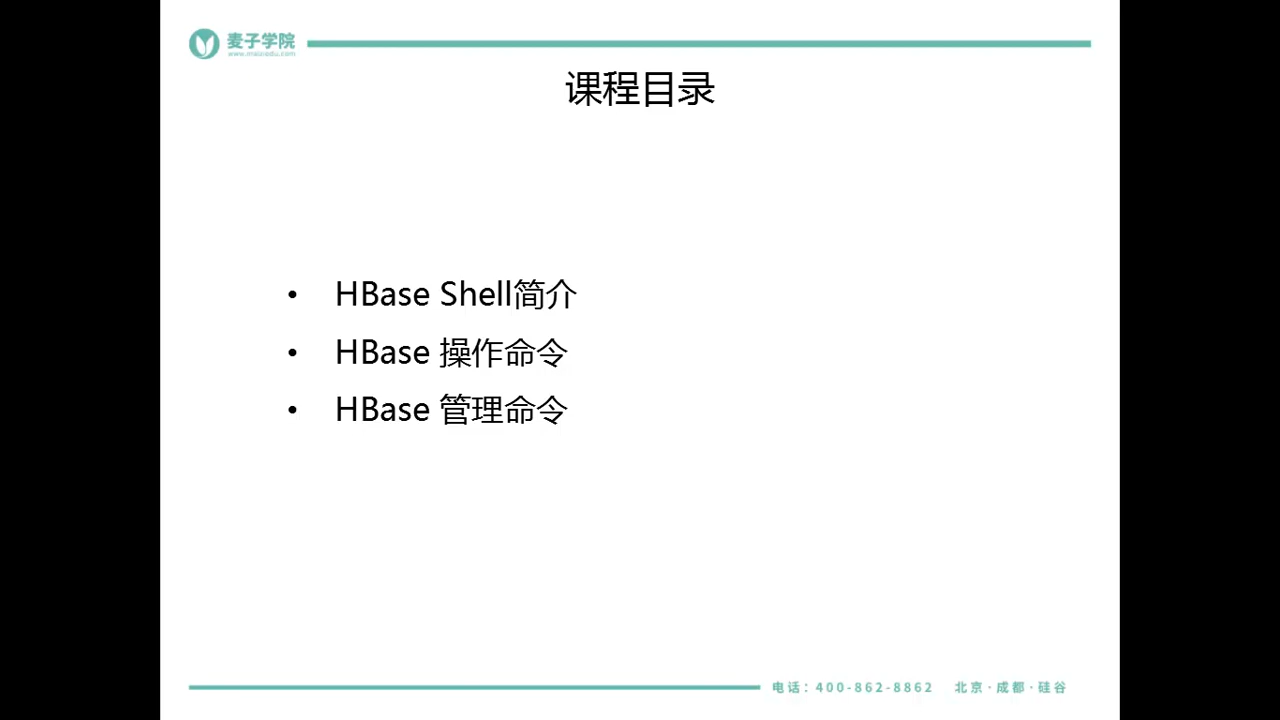 麦子学院
www.maiziedu.com
课程目录
• HBase Shell简介
• HBase 操作命令
• HBase 管理命令
电话：400-862-8862 北京·成都·硅谷